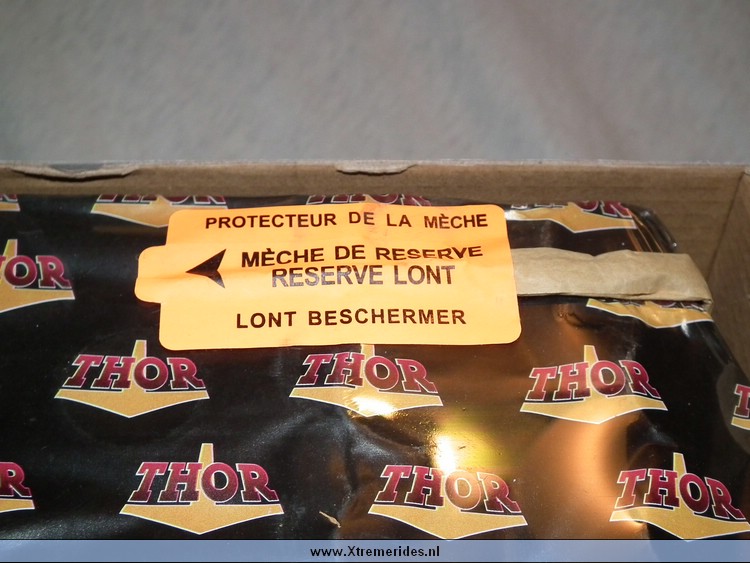 PROTECTEUR DE LA MÈCHE
MÈCHE DE RESERVE
RESERVE LONT
LONT BESCHERMER
THOR
THOR THOR THOR
THOR THOR THOR
www.Xtremerides.nl